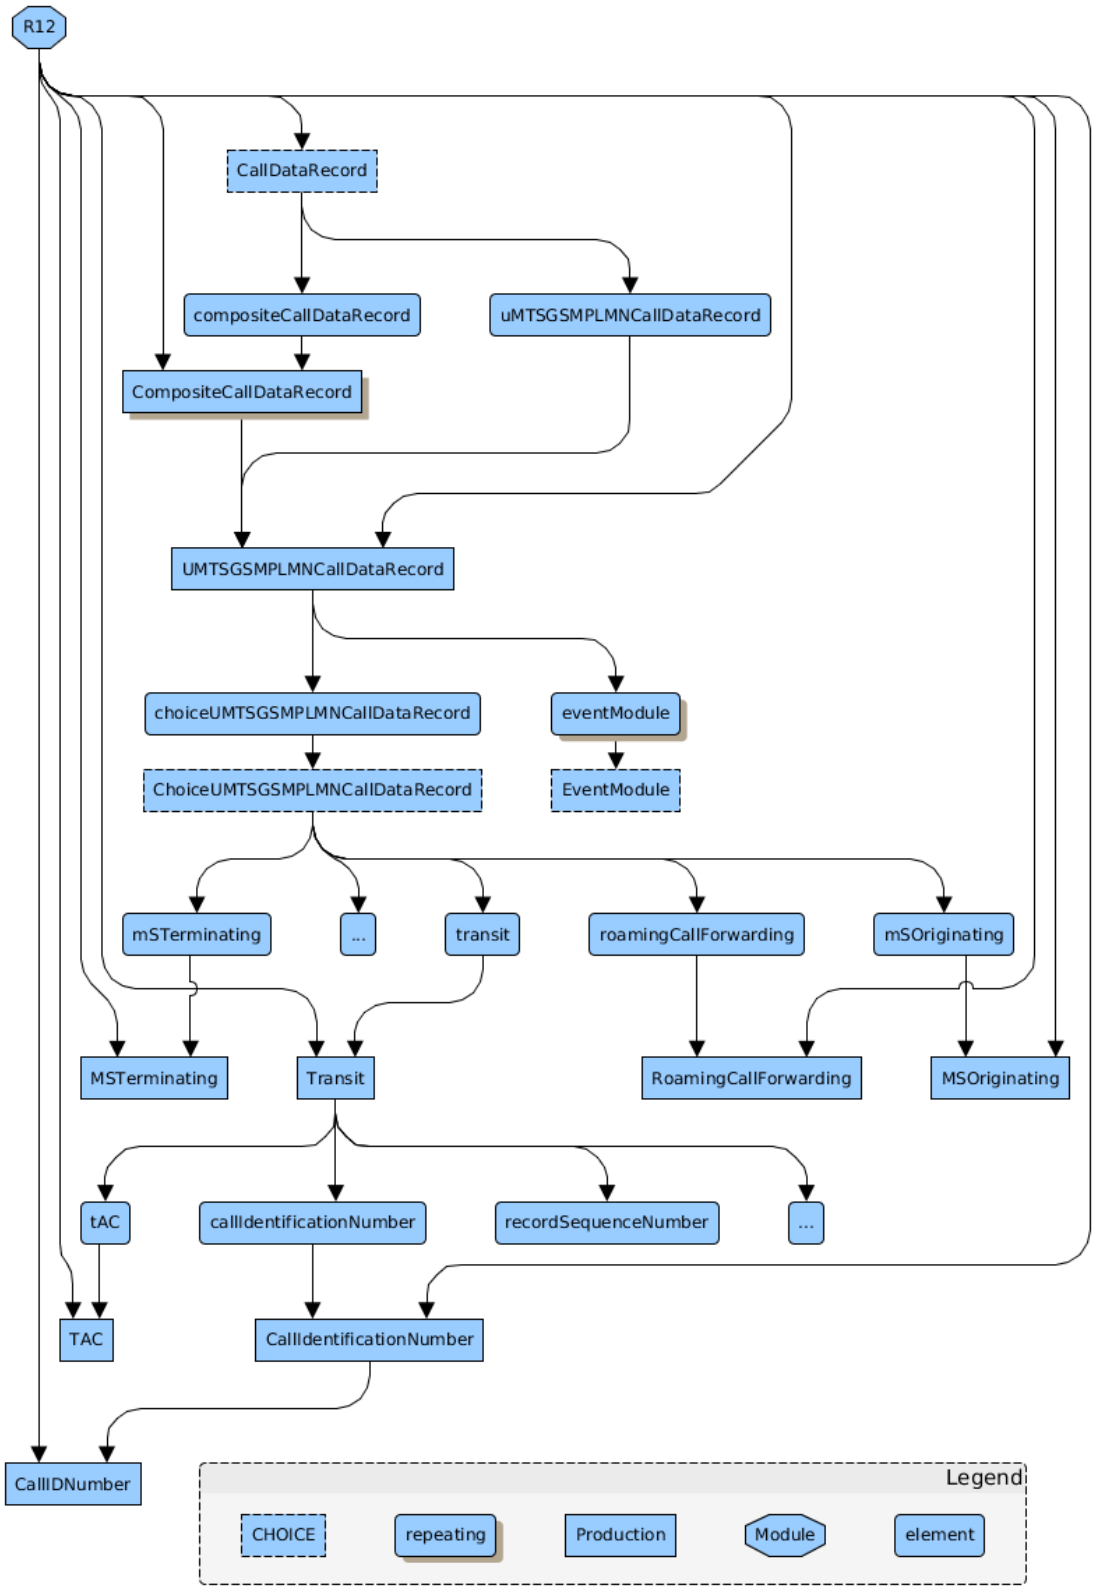 R12
CallDataRecord
compositeCallDataRecord
uMTSGSMPLMNCallDataRecord
CompositeCallDataRecord
UMTSGSMPLMNCallDataRecord
choiceUMTSGSMPLMNCallDataRecord
eventModule
ChoiceUMTSGSMPLMNCallDataRecord
EventModule
mSTerminating
...
transit
roamingCallForwarding
mSOriginating
MSTerminating
Transit
RoamingCallForwarding
MSOriginating
tAC
callIdentificationNumber
recordSequenceNumber
...
TAC
CallIdentificationNumber
CallIDNumber
Legend
CHOICE
repeating
Production
Module
element